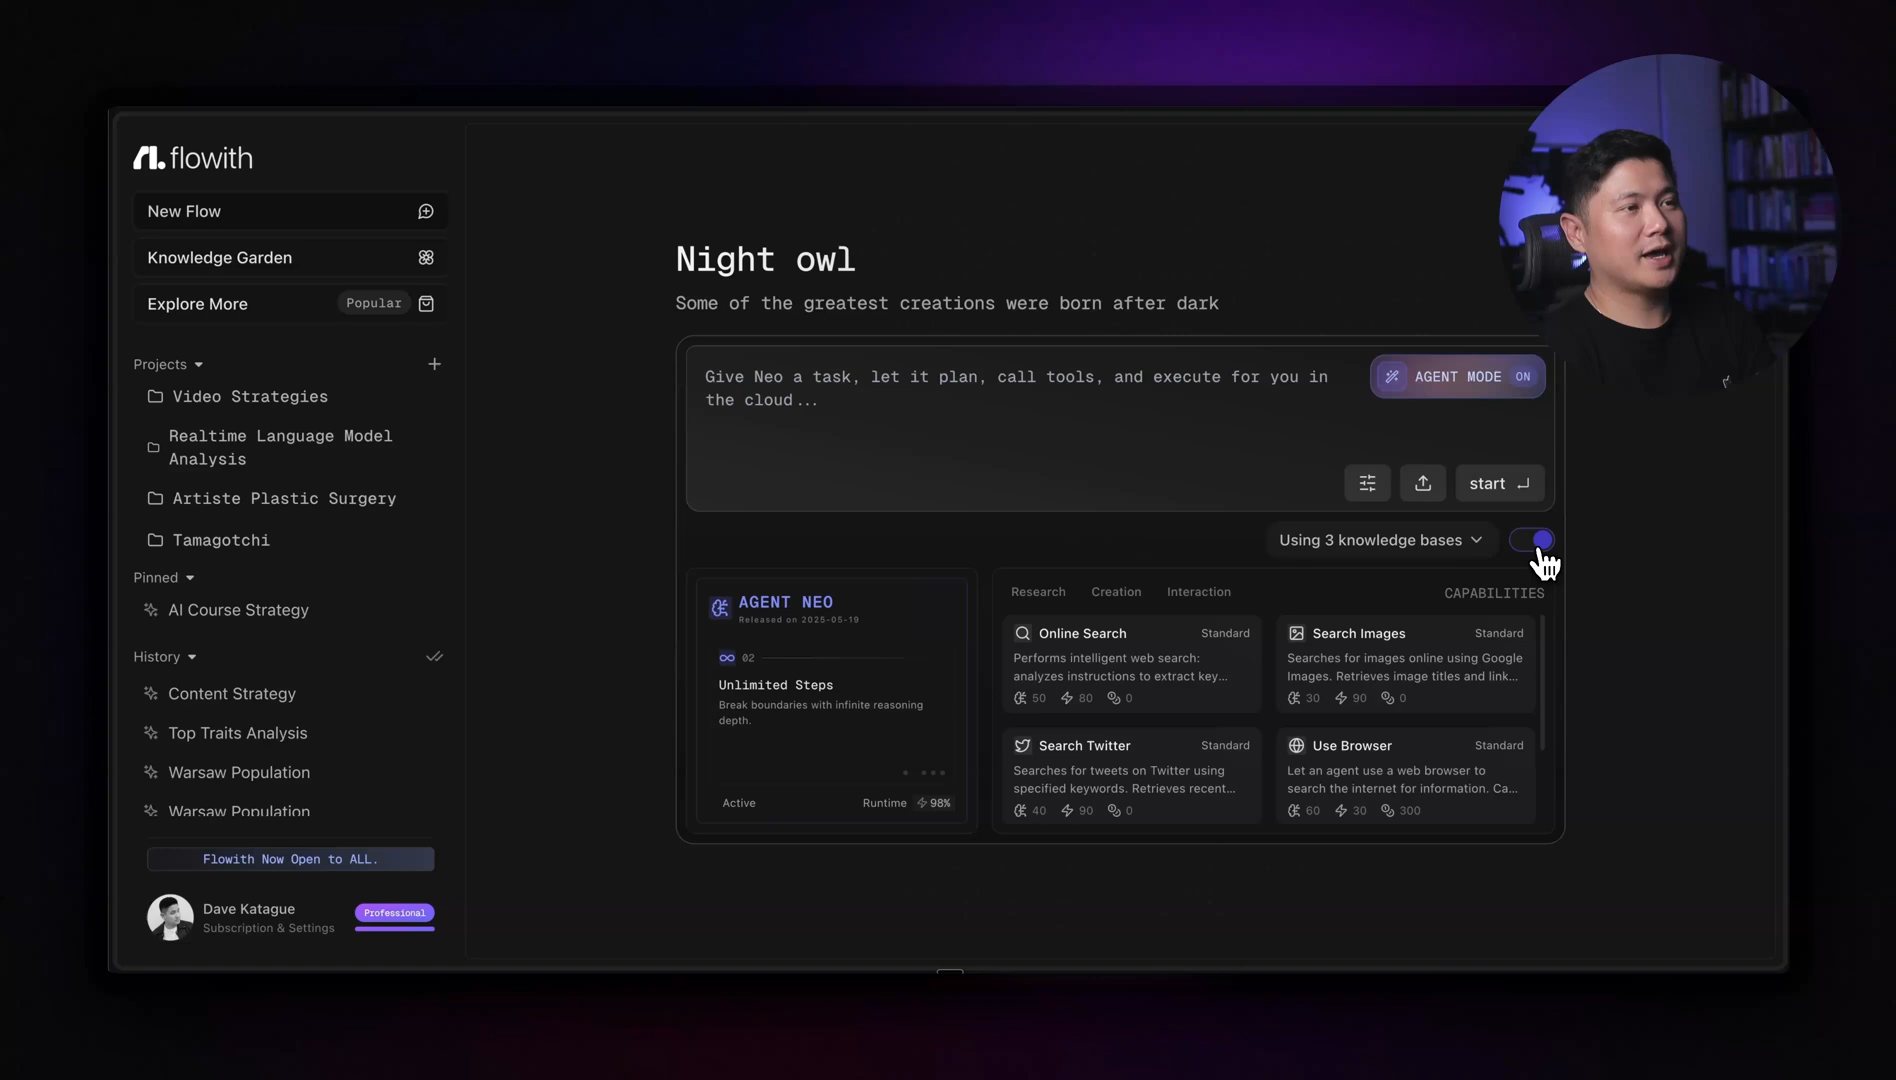 flowith
New Flow
Knowledge Garden
Explore More
Popular
Projects
Video Strategies
Realtime Language Model
Analysis
Artiste Plastic Surgery
Tamagotchi
Pinned
AI Course Strategy
History
Content Strategy
Top Traits Analysis
Warsaw Population
Warsaw Population
Flowith Now Open to ALL.
Dave Katague
Subscription & Settings
Professional
Night owl
Some of the greatest creations were born after dark
Give Neo a task, let it plan, call tools, and execute for you in
the cloud...
AGENT MODE ON
start
Using 3 knowledge bases
AGENT NEO
Released on 2025-05-19
02
Unlimited Steps
Break boundaries with infinite reasoning
depth.
Active
Runtime 98%
Research Creation Interaction
CAPABILITIES
Online Search Standard
Performs intelligent web search:
analyzes instructions to extract key...
50 80 0
Search Images Standard
Searches for images online using Google
Images. Retrieves image titles and link...
30 90 0
Search Twitter Standard
Searches for tweets on Twitter using
specified keywords. Retrieves recent...
40 90 0
Use Browser Standard
Let an agent use a web browser to
search the internet for information. Ca...
60 30 300